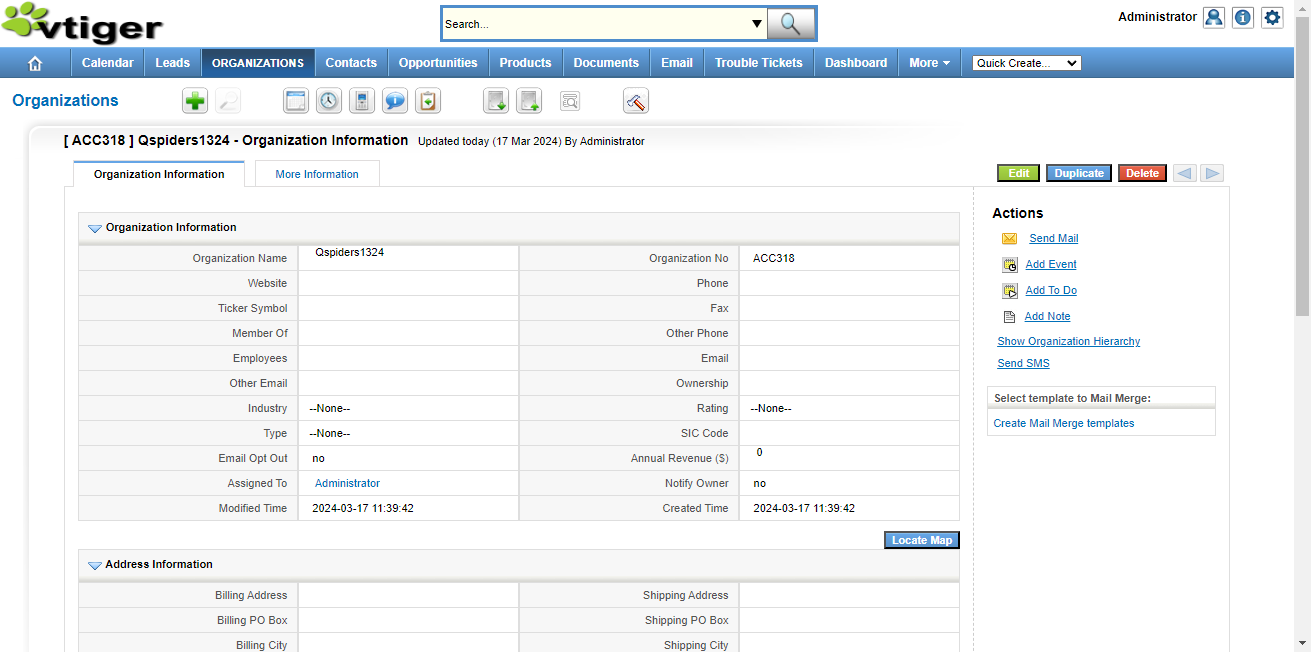 vtiger
Search...
Administrator
Calendar Leads ORGANIZATIONS Contacts Opportunities Products Documents Email Trouble Tickets Dashboard More Quick Create...
Organizations
[ ACC318 ] Qspiders1324 - Organization Information Updated today (17 Mar 2024) By Administrator
Organization Information More Information
Edit Duplicate Delete
Organization Information
Organization Name Qspiders1324 Organization No ACC318
Website Phone
Ticker Symbol Fax
Member Of Other Phone
Employees Email
Other Email Ownership
Industry --None-- Rating --None--
Type --None-- SIC Code
Email Opt Out no Annual Revenue ($) 0
Assigned To Administrator Notify Owner no
Modified Time 2024-03-17 11:39:42 Created Time 2024-03-17 11:39:42
Locate Map
Address Information
Billing Address Shipping Address
Billing PO Box Shipping PO Box
Billing City Shipping City
Actions
Send Mail
Add Event
Add To Do
Add Note
Show Organization Hierarchy
Send SMS
Select template to Mail Merge:
Create Mail Merge templates